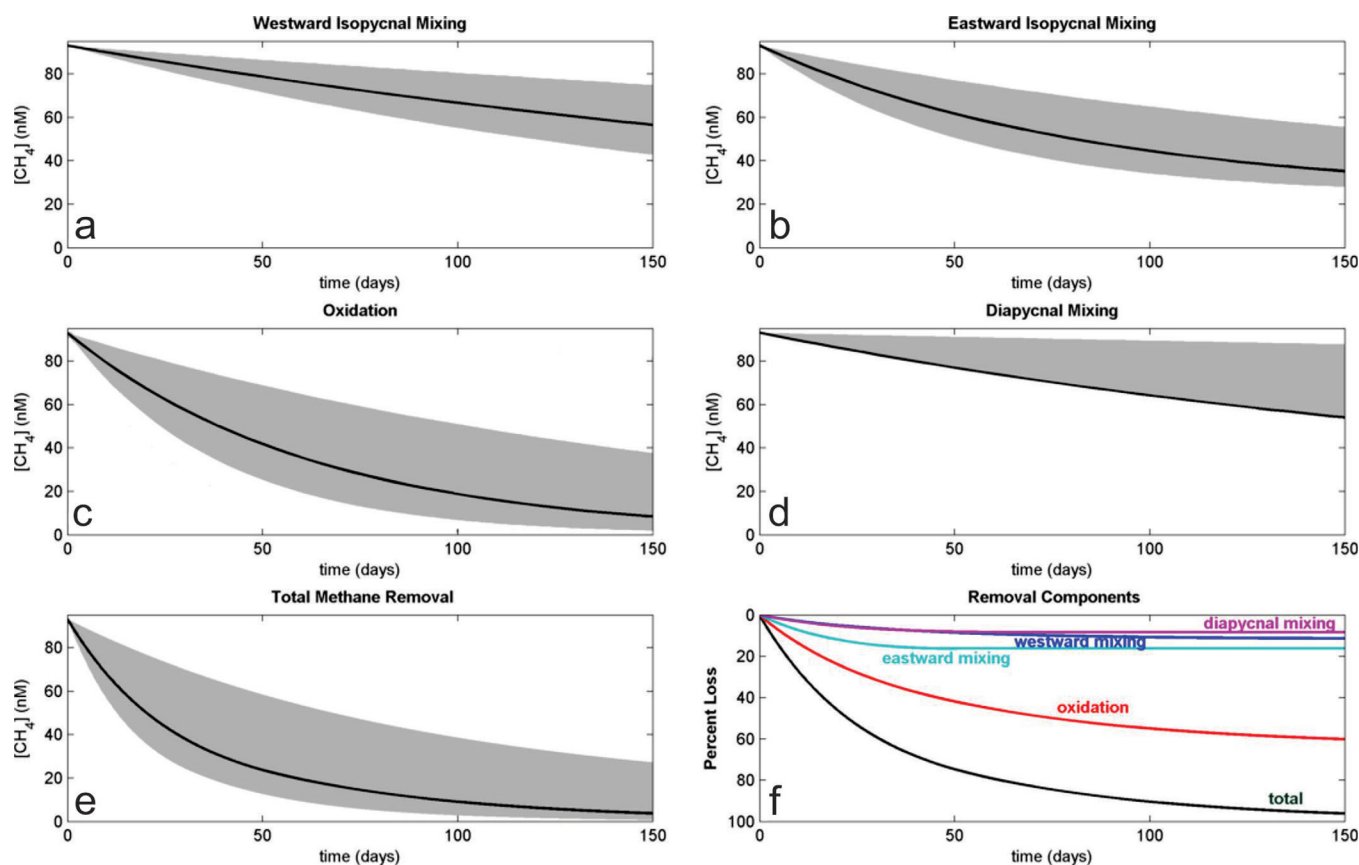 Westward Isopycnal Mixing
[CH4] (nM)
80
60
40
20
0
a
0 50 100 150
time (days)
Eastward Isopycnal Mixing
[CH4] (nM)
80
60
40
20
0
b
0 50 100 150
time (days)
Oxidation
[CH4] (nM)
80
60
40
20
0
c
0 50 100 150
time (days)
Diapycnal Mixing
[CH4] (nM)
80
60
40
20
0
d
0 50 100 150
time (days)
Total Methane Removal
[CH4] (nM)
80
60
40
20
0
e
0 50 100 150
time (days)
Removal Components
Percent Loss
0
20
40
60
80
100
diapycnal mixing
westward mixing
eastward mixing
oxidation
total
f
0 50 100 150
time (days)